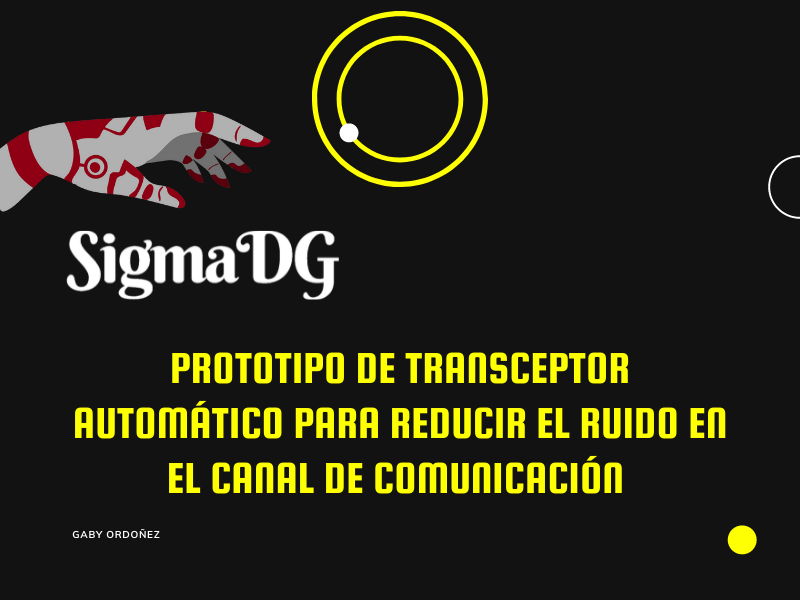 SigmaDG
PROTOTIPO DE TRANSCEPTOR
AUTOMÁTICO PARA REDUCIR EL RUIDO EN
EL CANAL DE COMUNICACIÓN
GABY ORDOÑEZ